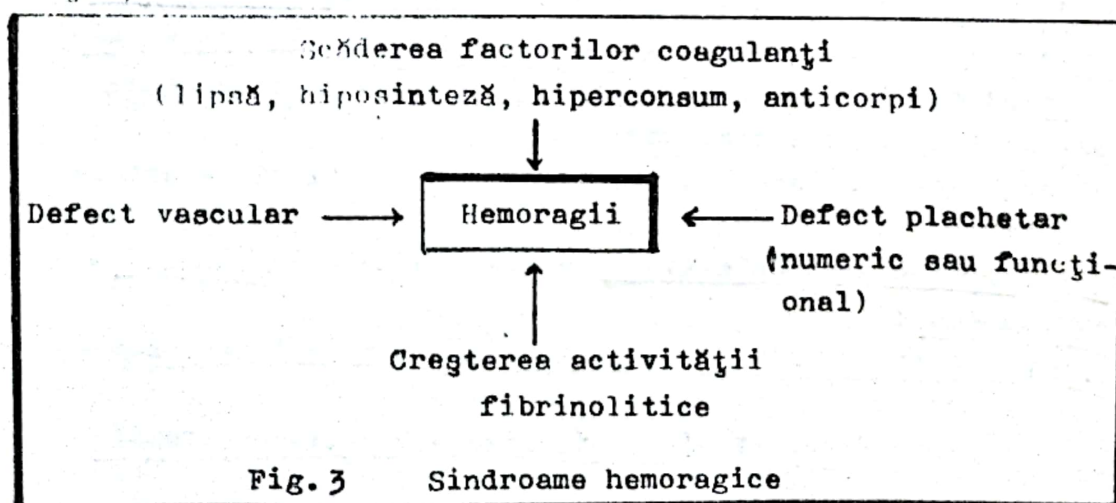 Scăderea factorilor coagulanţi
(lipsă, hiposinteză, hiperconsum, anticorpi)
Defect vascular
Hemoragii
Defect plachetar
(numeric sau funcţi-
onal)
Creşterea activităţii
fibrinolitice
Fig. 3 Sindroame hemoragice